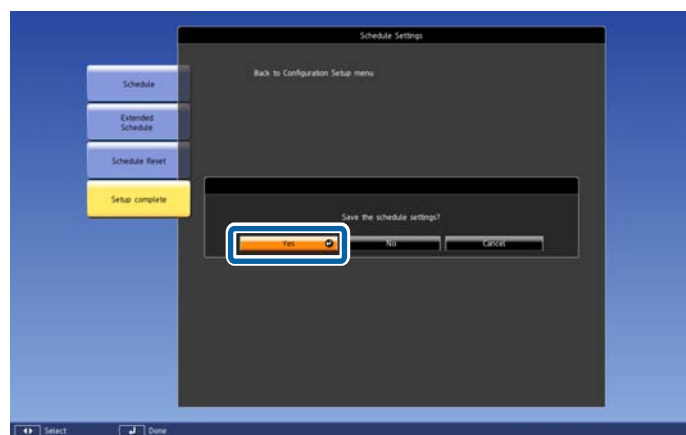 Schedule Settings
Schedule
Back to Configuration Setup menu
Extended
Schedule
Schedule Reset
Setup complete
Save the schedule settings?
Yes
No
Cancel
Select
Done